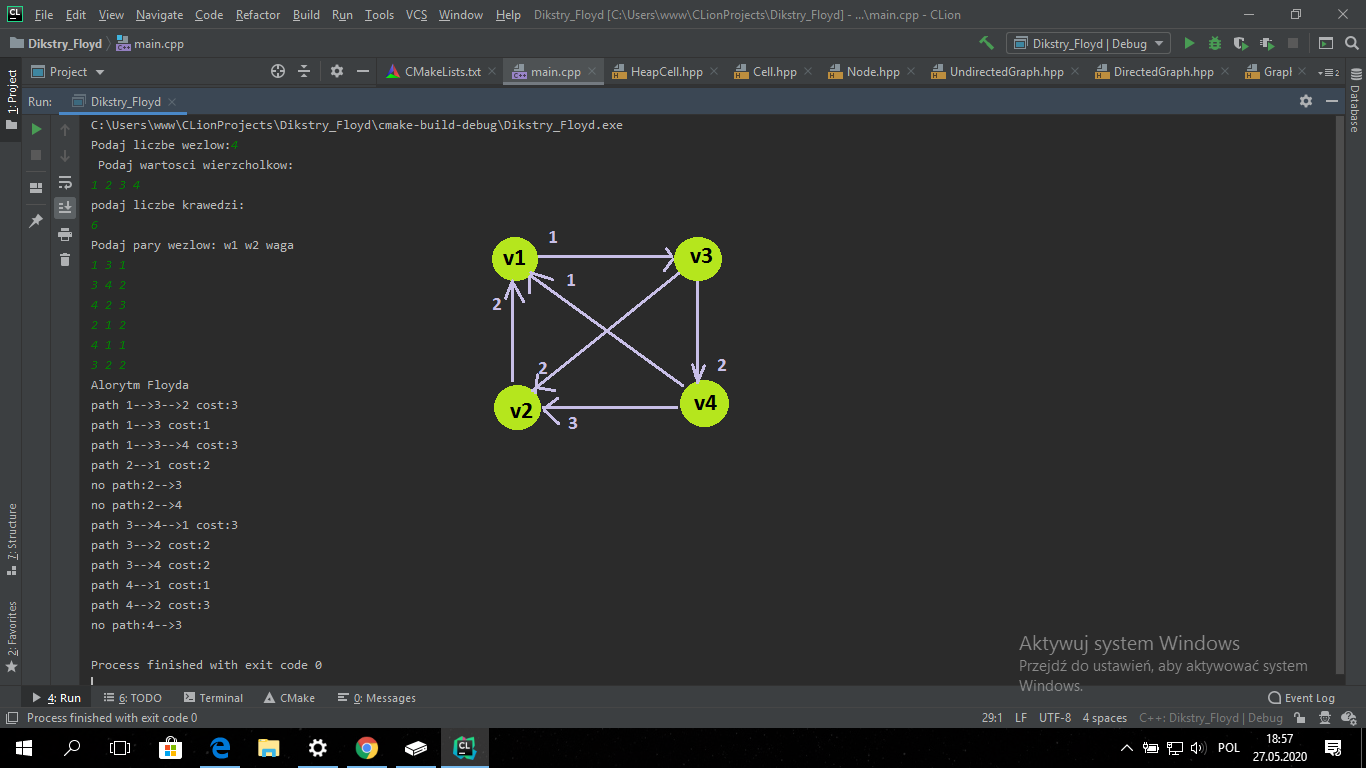 File Edit View Navigate Code Refactor Build Run Tools VCS Window Help Dikstry_Floyd [C:\Users\www\CLionProjects\Dikstry_Floyd] - ...\main.cpp - CLion
Dikstry_Floyd main.cpp Dikstry_Floyd | Debug
Project CMakeLists.txt main.cpp HeapCell.hpp Cell.hpp Node.hpp UndirectedGraph.hpp DirectedGraph.hpp Graph
1: Project
Database
Run: Dikstry_Floyd
C:\Users\www\CLionProjects\Dikstry_Floyd\cmake-build-debug\Dikstry_Floyd.exe
Podaj liczbe wezlow:4
Podaj wartosci wierzcholkow:
1 2 3 4
podaj liczbe krawedzi:
6
Podaj pary wezlow: w1 w2 waga
1 3 1
3 4 2
4 2 3
2 1 2
4 1 1
3 2 2
Alorytm Floyda
path 1-->3-->2 cost:3
path 1-->3 cost:1
path 1-->3-->4 cost:3
path 2-->1 cost:2
no path:2-->3
no path:2-->4
path 3-->4-->1 cost:3
path 3-->2 cost:2
path 3-->4 cost:2
path 4-->1 cost:1
path 4-->2 cost:3
no path:4-->3
Process finished with exit code 0
1
v1
v3
1
2
2
2
v2
v4
3
7: Structure
2: Favorites
Aktywuj system Windows
Przejdź do ustawień, aby aktywować system
Windows.
4: Run 6: TODO Terminal CMake 0: Messages Event Log
Process finished with exit code 0 29:1 LF UTF-8 4 spaces C++: Dikstry_Floyd | Debug
POL 18:57
27.05.2020